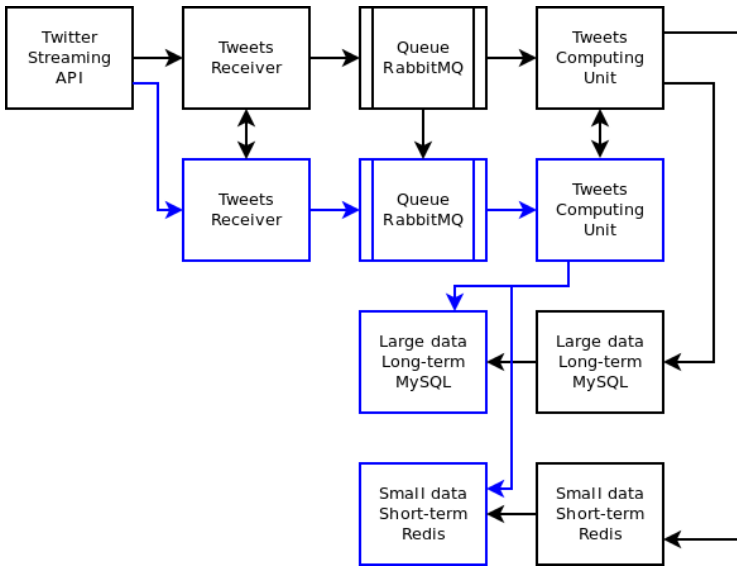 Twitter
Streaming
API
Tweets
Receiver
Queue
RabbitMQ
Tweets
Computing
Unit
Tweets
Receiver
Queue
RabbitMQ
Tweets
Computing
Unit
Large data
Long-term
MySQL
Large data
Long-term
MySQL
Small data
Short-term
Redis
Small data
Short-term
Redis